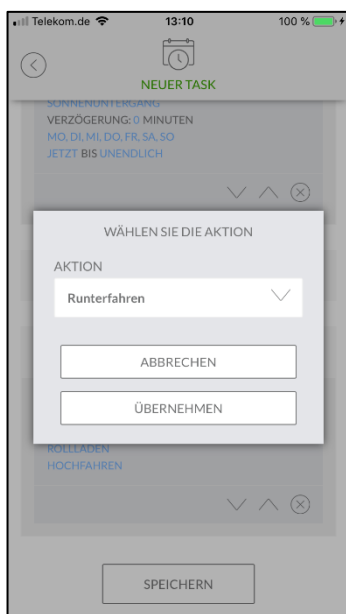 Telekom.de 13:10 100 %
NEUER TASK
SONNENUNTERGANG
VERZÖGERUNG: 0 MINUTEN
MO, DI, MI, DO, FR, SA, SO
JETZT BIS UNENDLICH
WÄHLEN SIE DIE AKTION
AKTION
Runterfahren
ABBRECHEN
ÜBERNEHMEN
ROLLLADEN
HOCHFAHREN
SPEICHERN